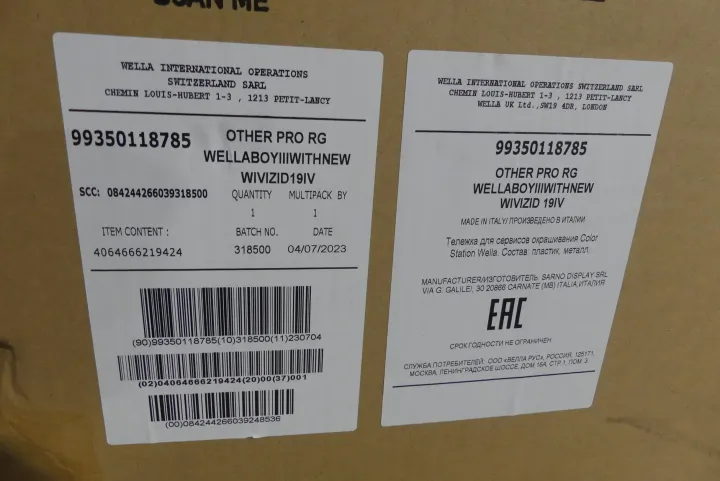 SCAN ME
WELLA INTERNATIONAL OPERATIONS
SWITZERLAND SARL
CHEMIN LOUIS-HUBERT 1-3 , 1213 PETIT-LANCY
99350118785
OTHER PRO RG
WELLABOYIIIWITHNEW
WIVIZID19IV
SCC: 084244266039318500
QUANTITY MULTIPACK BY
1 1
ITEM CONTENT :
BATCH NO. DATE
4064666219424
318500 04/07/2023
(90)99350118785(10)318500(11)230704
(02)04064666219424(20)00(37)001
(00)084244266039248536
WELLA INTERNATIONAL OPERATIONS SWITZERLAND SARL
CHEMIN LOUIS-HUBERT 1-3 , 1213 PETIT-LANCY
WELLA UK Ltd.,SW19 4DR, LONDON
99350118785
OTHER PRO RG
WELLABOYIIIWITHNEW
WIVIZID 19IV
MADE IN ITALY/ ПРОИЗВЕДЕНО В ИТАЛИИ
Тележка для сервисов окрашивания Color
Station Wella. Состав: пластик, металл.
MANUFACTURER/ИЗГОТОВИТЕЛЬ: SARNO DISPLAY SRL
VIA G. GALILEI, 30 20866 CARNATE (MB) ITALIA,ИТАЛИЯ
EAC
СРОК ГОДНОСТИ НЕ ОГРАНИЧЕН
СЛУЖБА ПОТРЕБИТЕЛЕЙ: ООО «ВЕЛЛА РУС», РОССИЯ, 125171,
МОСКВА, ЛЕНИНГРАДСКОЕ ШОССЕ, ДОМ 16А, СТР.1, ПОМ. 3.